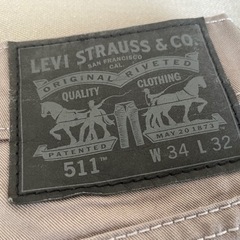 LEVI STRAUSS & CO.
SAN FRANCISCO
CAL.
ORIGINAL RIVETED
QUALITY CLOTHING
PATENTED MAY 20 1873
511™ W 34 L 32